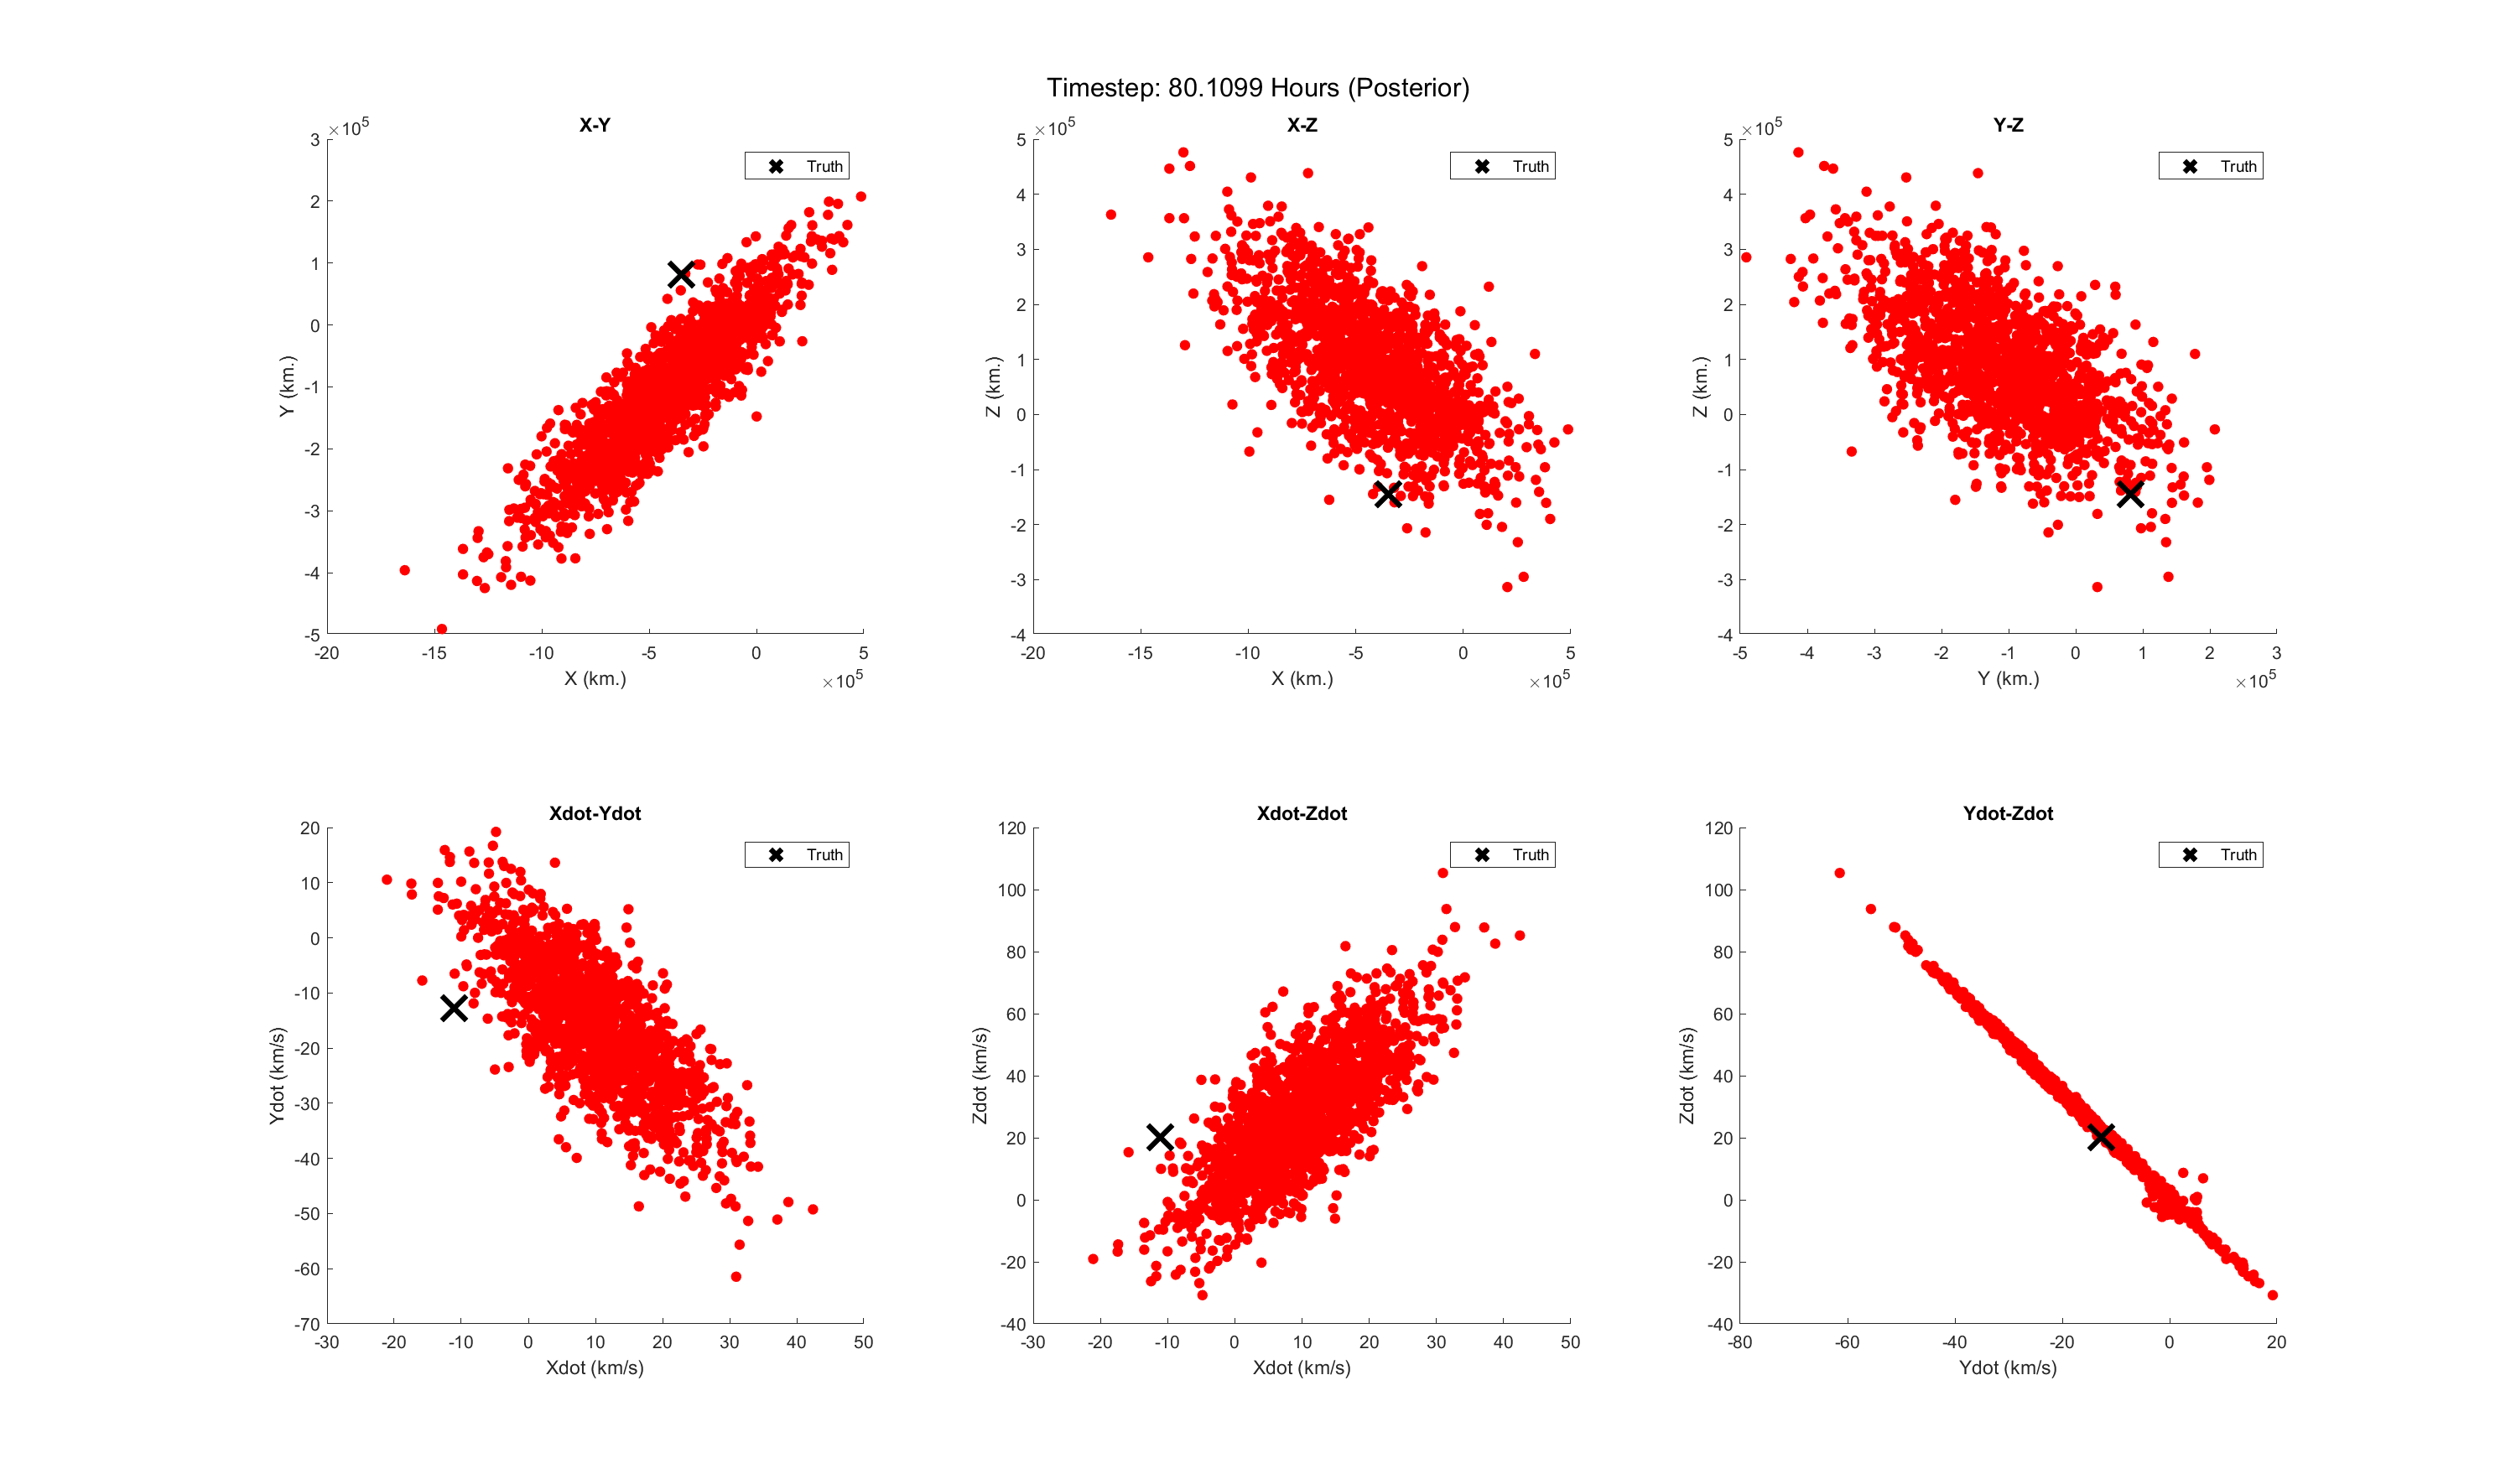 Timestep: 80.1099 Hours (Posterior)
X-Y
×10^5
Truth
3
2
1
0
-1
-2
-3
-4
-5
Y (km.)
-20 -15 -10 -5 0 5
X (km.)
×10^5
X-Z
×10^5
Truth
5
4
3
2
1
0
-1
-2
-3
-4
Z (km.)
-20 -15 -10 -5 0 5
X (km.)
×10^5
Y-Z
×10^5
Truth
5
4
3
2
1
0
-1
-2
-3
-4
Z (km.)
-5 -4 -3 -2 -1 0 1 2 3
Y (km.)
×10^5
Xdot-Ydot
Truth
20
10
0
-10
-20
-30
-40
-50
-60
-70
Ydot (km/s)
-30 -20 -10 0 10 20 30 40 50
Xdot (km/s)
Xdot-Zdot
Truth
120
100
80
60
40
20
0
-20
-40
Zdot (km/s)
-30 -20 -10 0 10 20 30 40 50
Xdot (km/s)
Ydot-Zdot
Truth
120
100
80
60
40
20
0
-20
-40
Zdot (km/s)
-80 -60 -40 -20 0 20
Ydot (km/s)